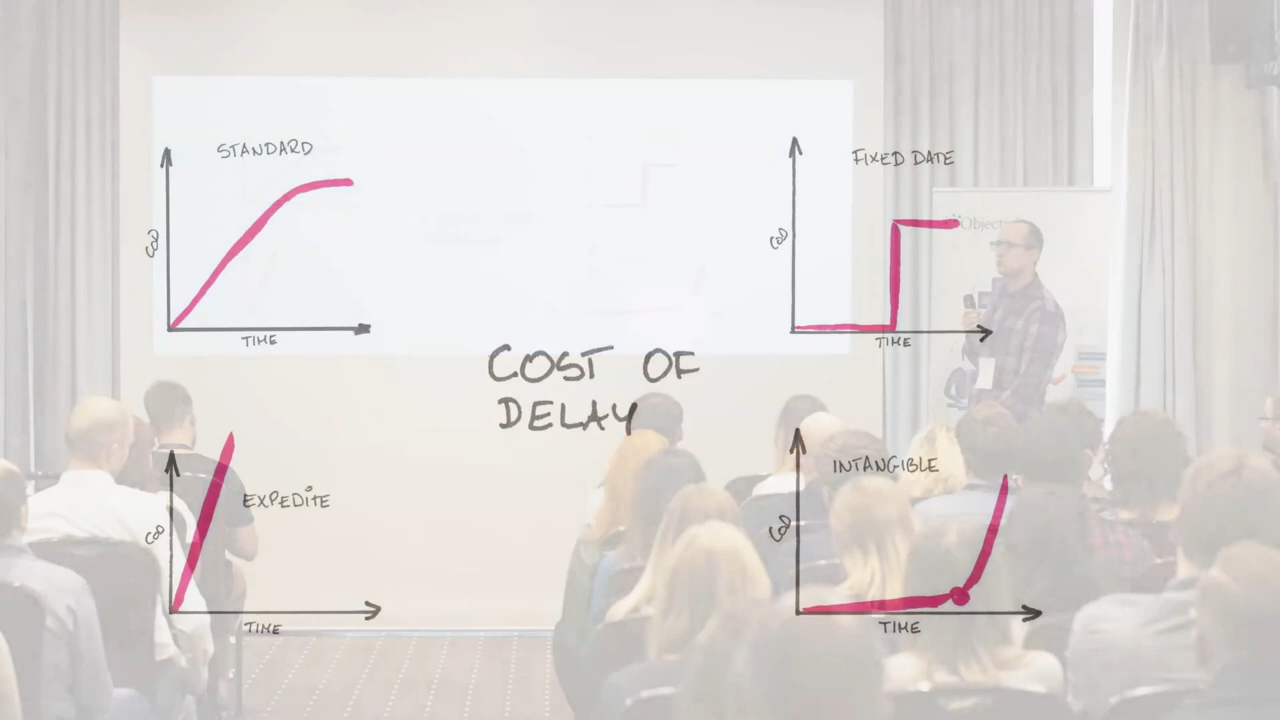 STANDARD
CoD
TIME
FIXED DATE
CoD
TIME
COST OF
DELAY
EXPEDITE
CoD
TIME
INTANGIBLE
CoD
TIME